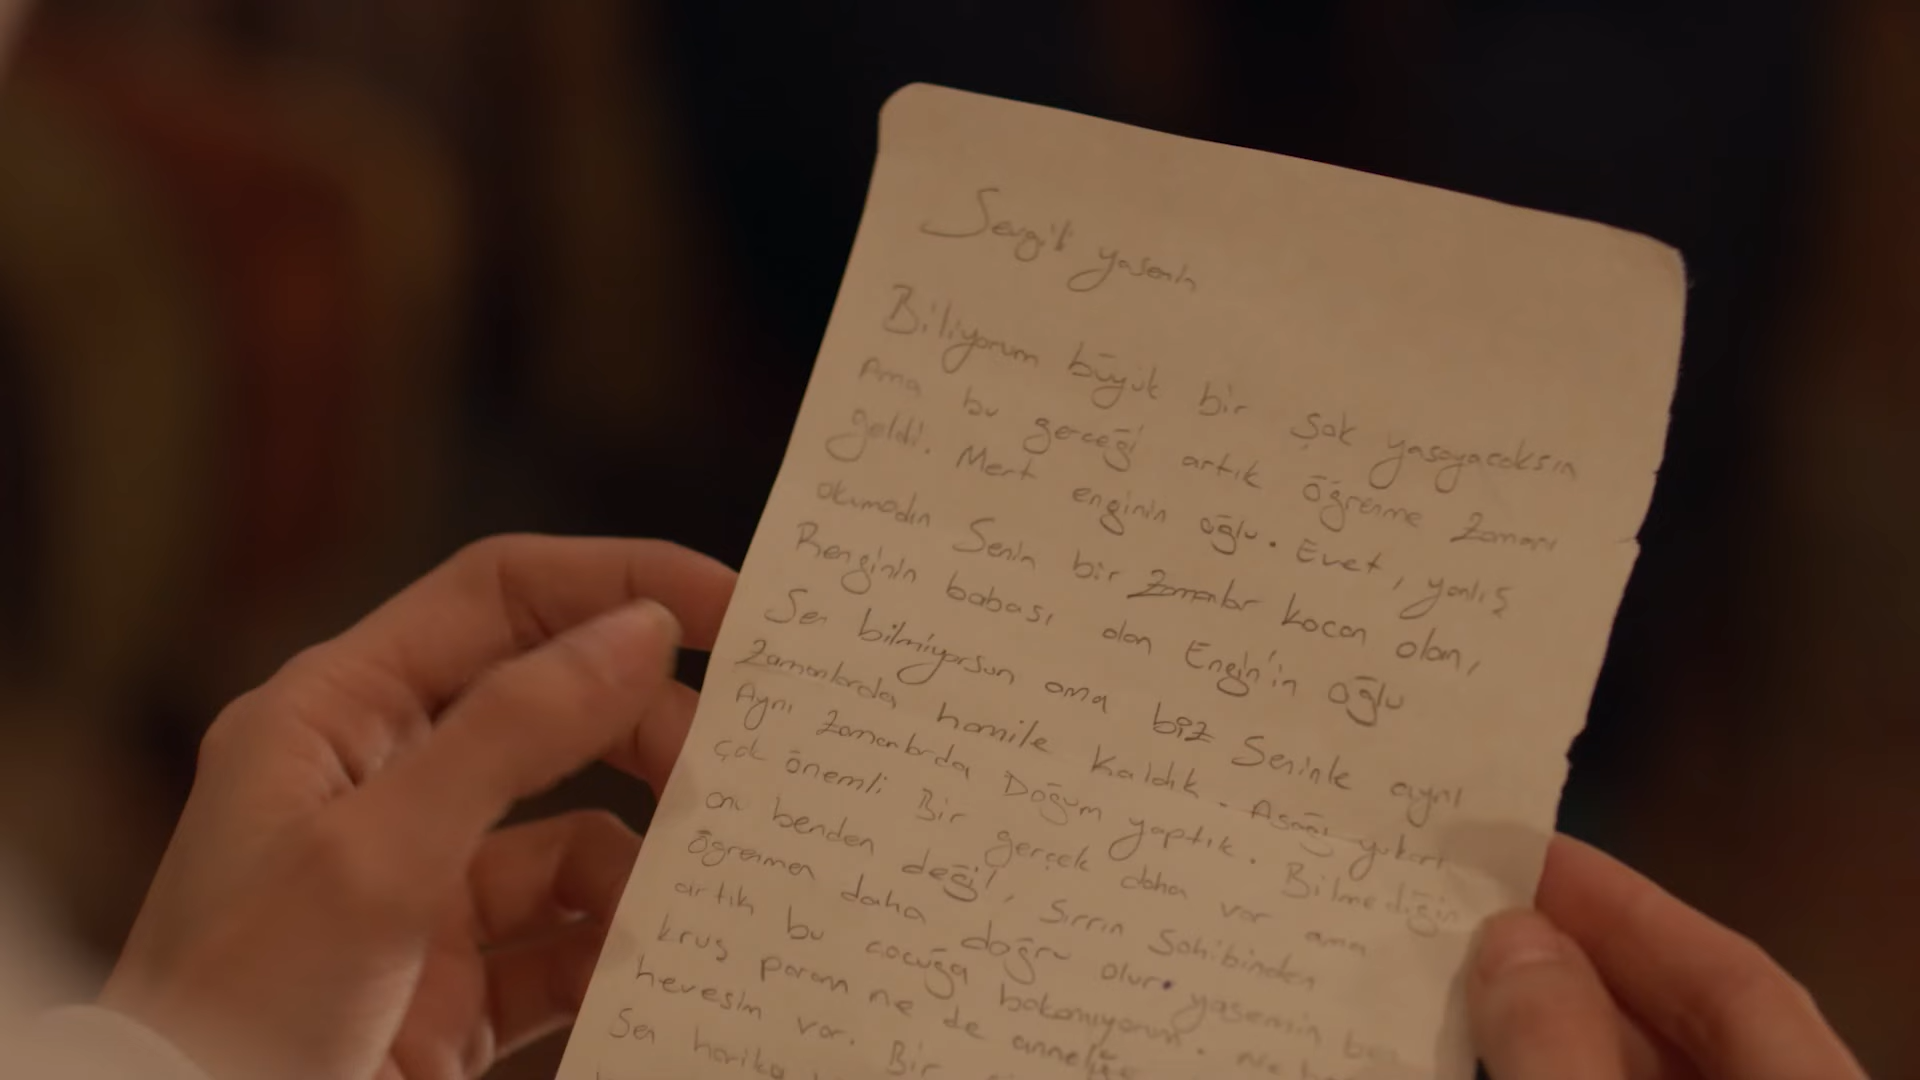 Sevgili yasemin
Biliyorum büyük bir şok yaşayacaksın
Ama bu gerceği artık öğrenme zamanı
geldi. Mert enginin oğlu. Evet, yanlış
okumadın Senin bir zamanlar kocan olan,
Renginin babası olan Engin'in oğlu
Sen bilmiyorsun ama biz Seninle aynı
Zamanlarda hamile kaldık. Aşağı yukarı
Aynı zamanlarda Doğum yaptık. Bilmediğin
çok önemli Bir gerçek daha var ama
onu benden değil, Sırrın Sahibinden
öğrenmen daha doğru olur. yasemin ben
artık bu cocuğa bakamıyorum. Ne
kruş param ne de anneliğe
hevesim var. Bir
Sen harika